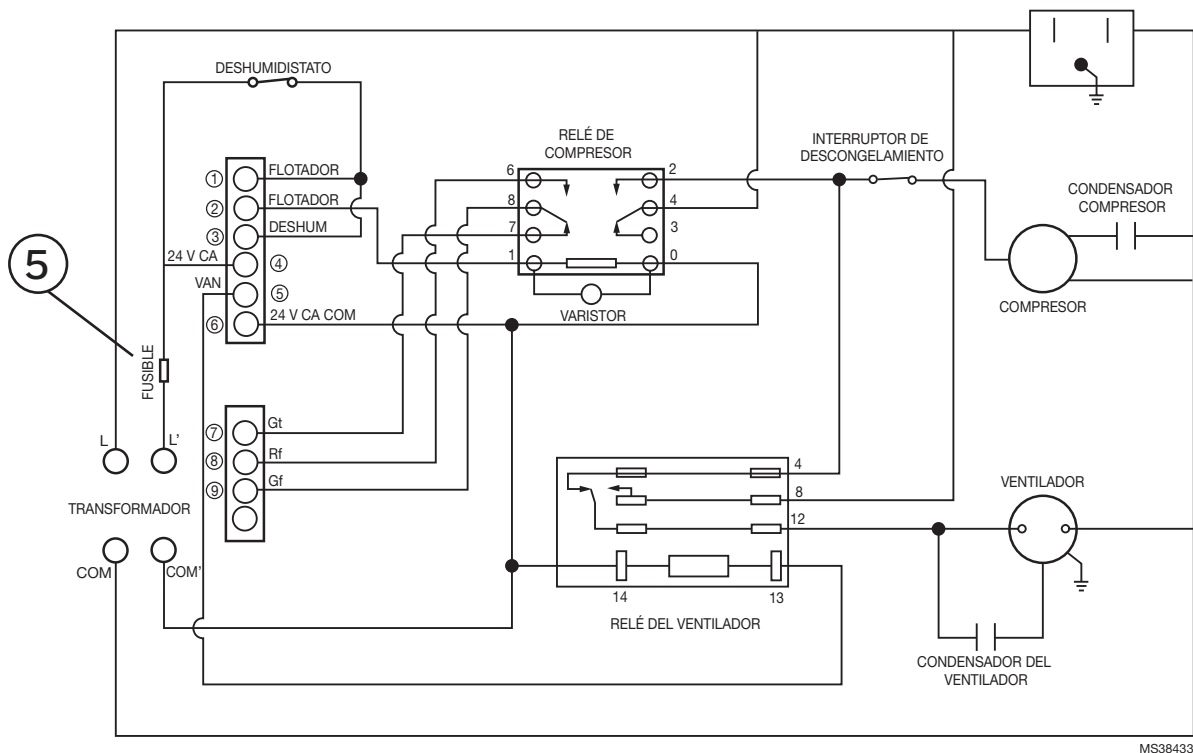 DESHUMIDISTATO
RELÉ DE
COMPRESOR
INTERRUPTOR DE
DESCONGELAMIENTO
CONDENSADOR
COMPRESOR
COMPRESOR
1 FLOTADOR
2 FLOTADOR
3 DESHUM
24 V CA 4
VAN 5
6 24 V CA COM
6
8
7
1
2
4
3
0
VARISTOR
5
FUSIBLE
L
L'
TRANSFORMADOR
COM
COM'
7 Gt
8 Rf
9 Gf
4
8
12
14
13
RELÉ DEL VENTILADOR
VENTILADOR
CONDENSADOR DEL
VENTILADOR
MS38433